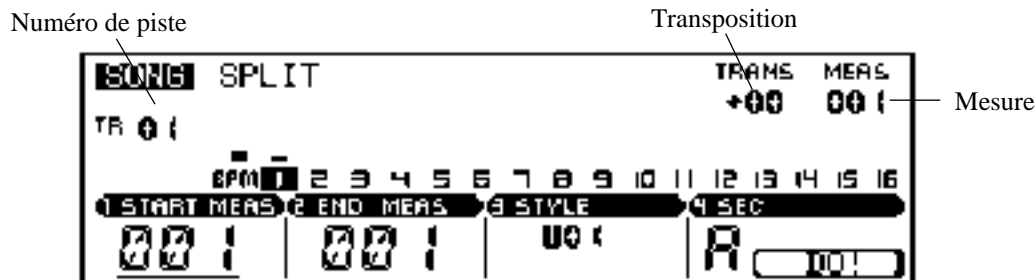 Numéro de piste
Transposition
SONG SPLIT
TRANS MEAS
+00 001
Mesure
TR 01
BPM 1 2 3 4 5 6 7 8 9 10 11 12 13 14 15 16
1 START MEAS 2 END MEAS 3 STYLE 4 SEC
001 001 U01 A DO!